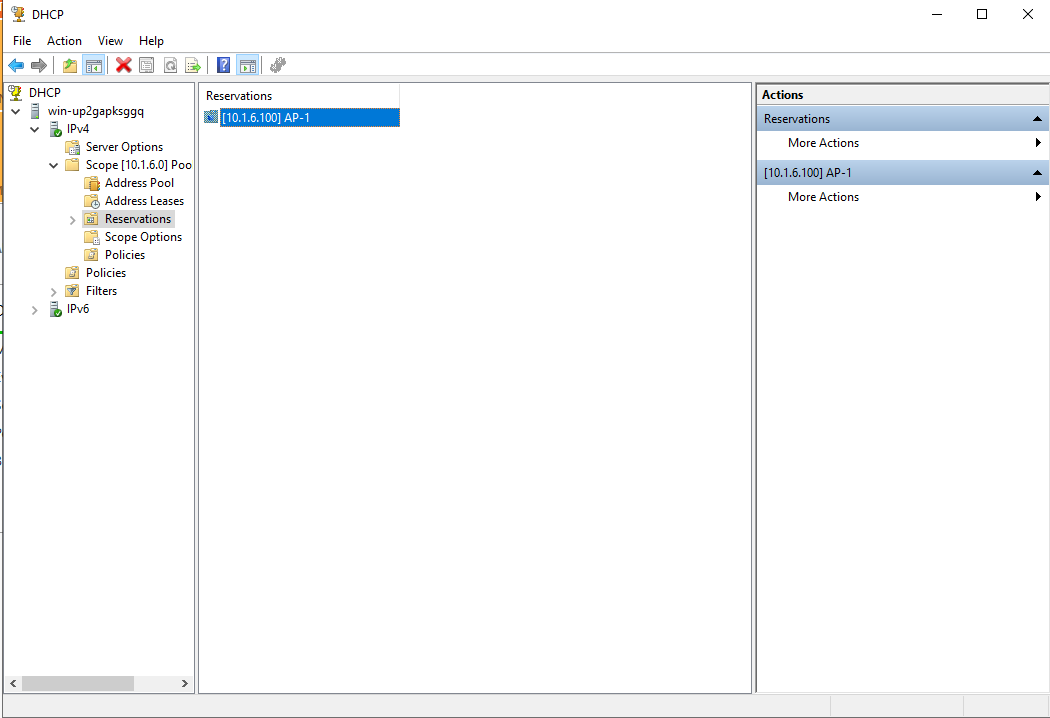 DHCP
File Action View Help
DHCP
win-up2gapksggq
IPv4
Server Options
Scope [10.1.6.0] Poo
Address Pool
Address Leases
Reservations
Scope Options
Policies
Policies
Filters
IPv6
Reservations
[10.1.6.100] AP-1
Actions
Reservations
More Actions
[10.1.6.100] AP-1
More Actions